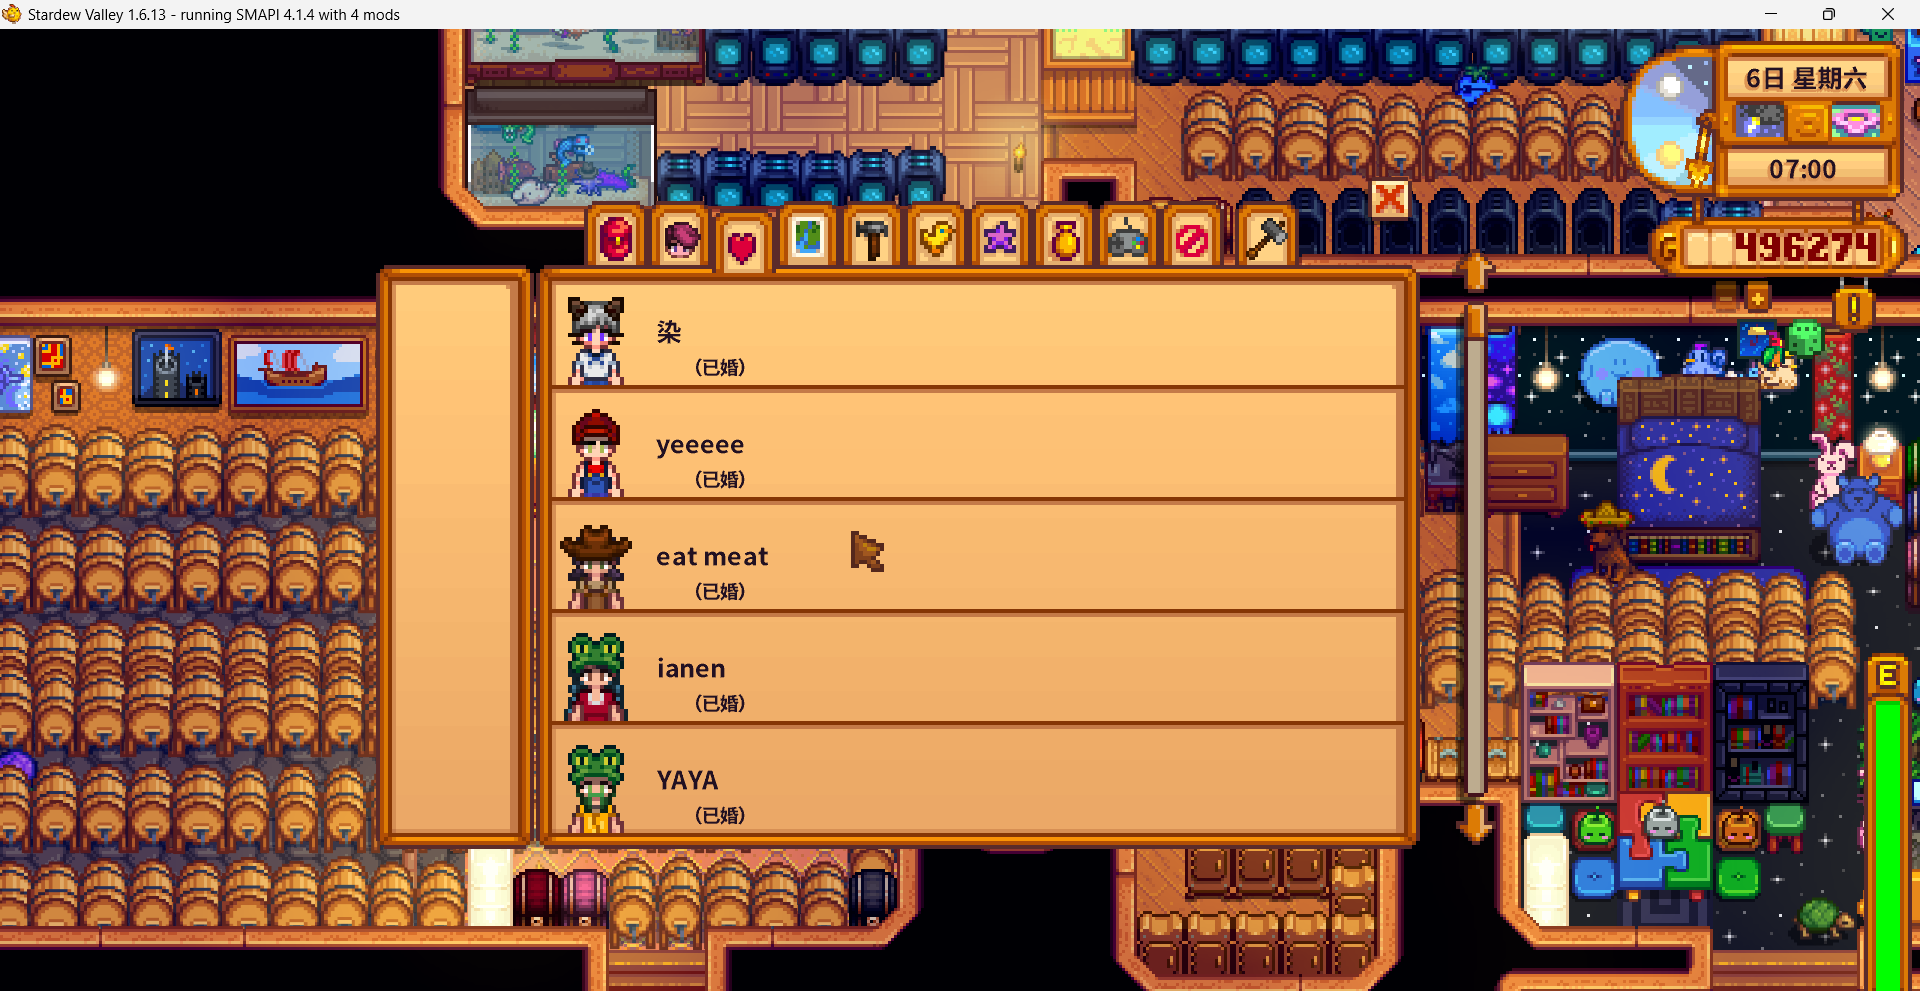 Stardew Valley 1.6.13 - running SMAPI 4.1.4 with 4 mods
6日 星期六
07:00
496274
染
(已婚)
yeeeee
(已婚)
eat meat
(已婚)
ianen
(已婚)
YAYA
(已婚)
E